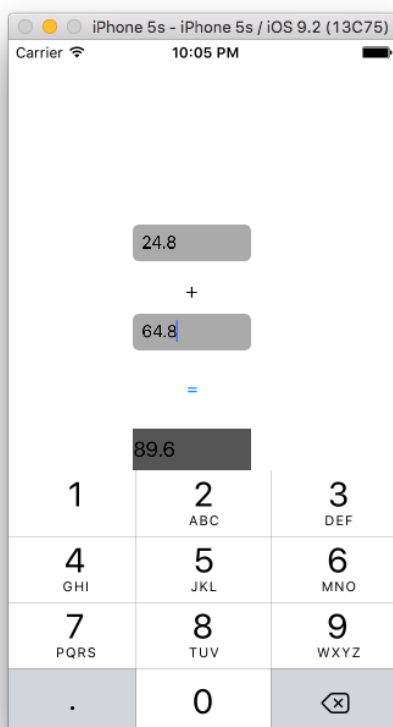 iPhone 5s - iPhone 5s / iOS 9.2 (13C75)
Carrier 10:05 PM
24.8
+
64.8
=
89.6
1 2 3
ABC DEF
4 5 6
GHI JKL MNO
7 8 9
PQRS TUV WXYZ
. 0